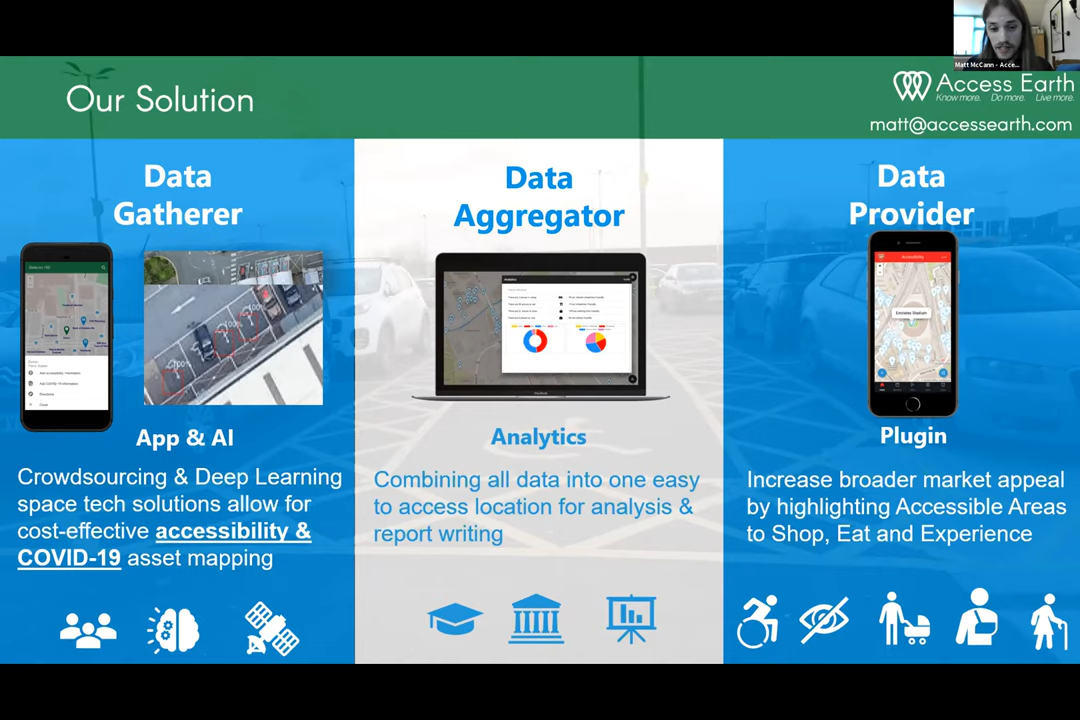 Matt McCann - Acce...
Our Solution
Access Earth
Know more. Do more. Live more.
matt@accessearth.com
Data
Gatherer
App & AI
Crowdsourcing & Deep Learning
space tech solutions allow for
cost-effective accessibility &
COVID-19 asset mapping
Data
Aggregator
Analytics
Analytics
Combining all data into one easy
to access location for analysis &
report writing
Data
Provider
Accessibility
Emirates Stadium
Plugin
Increase broader market appeal
by highlighting Accessible Areas
to Shop, Eat and Experience